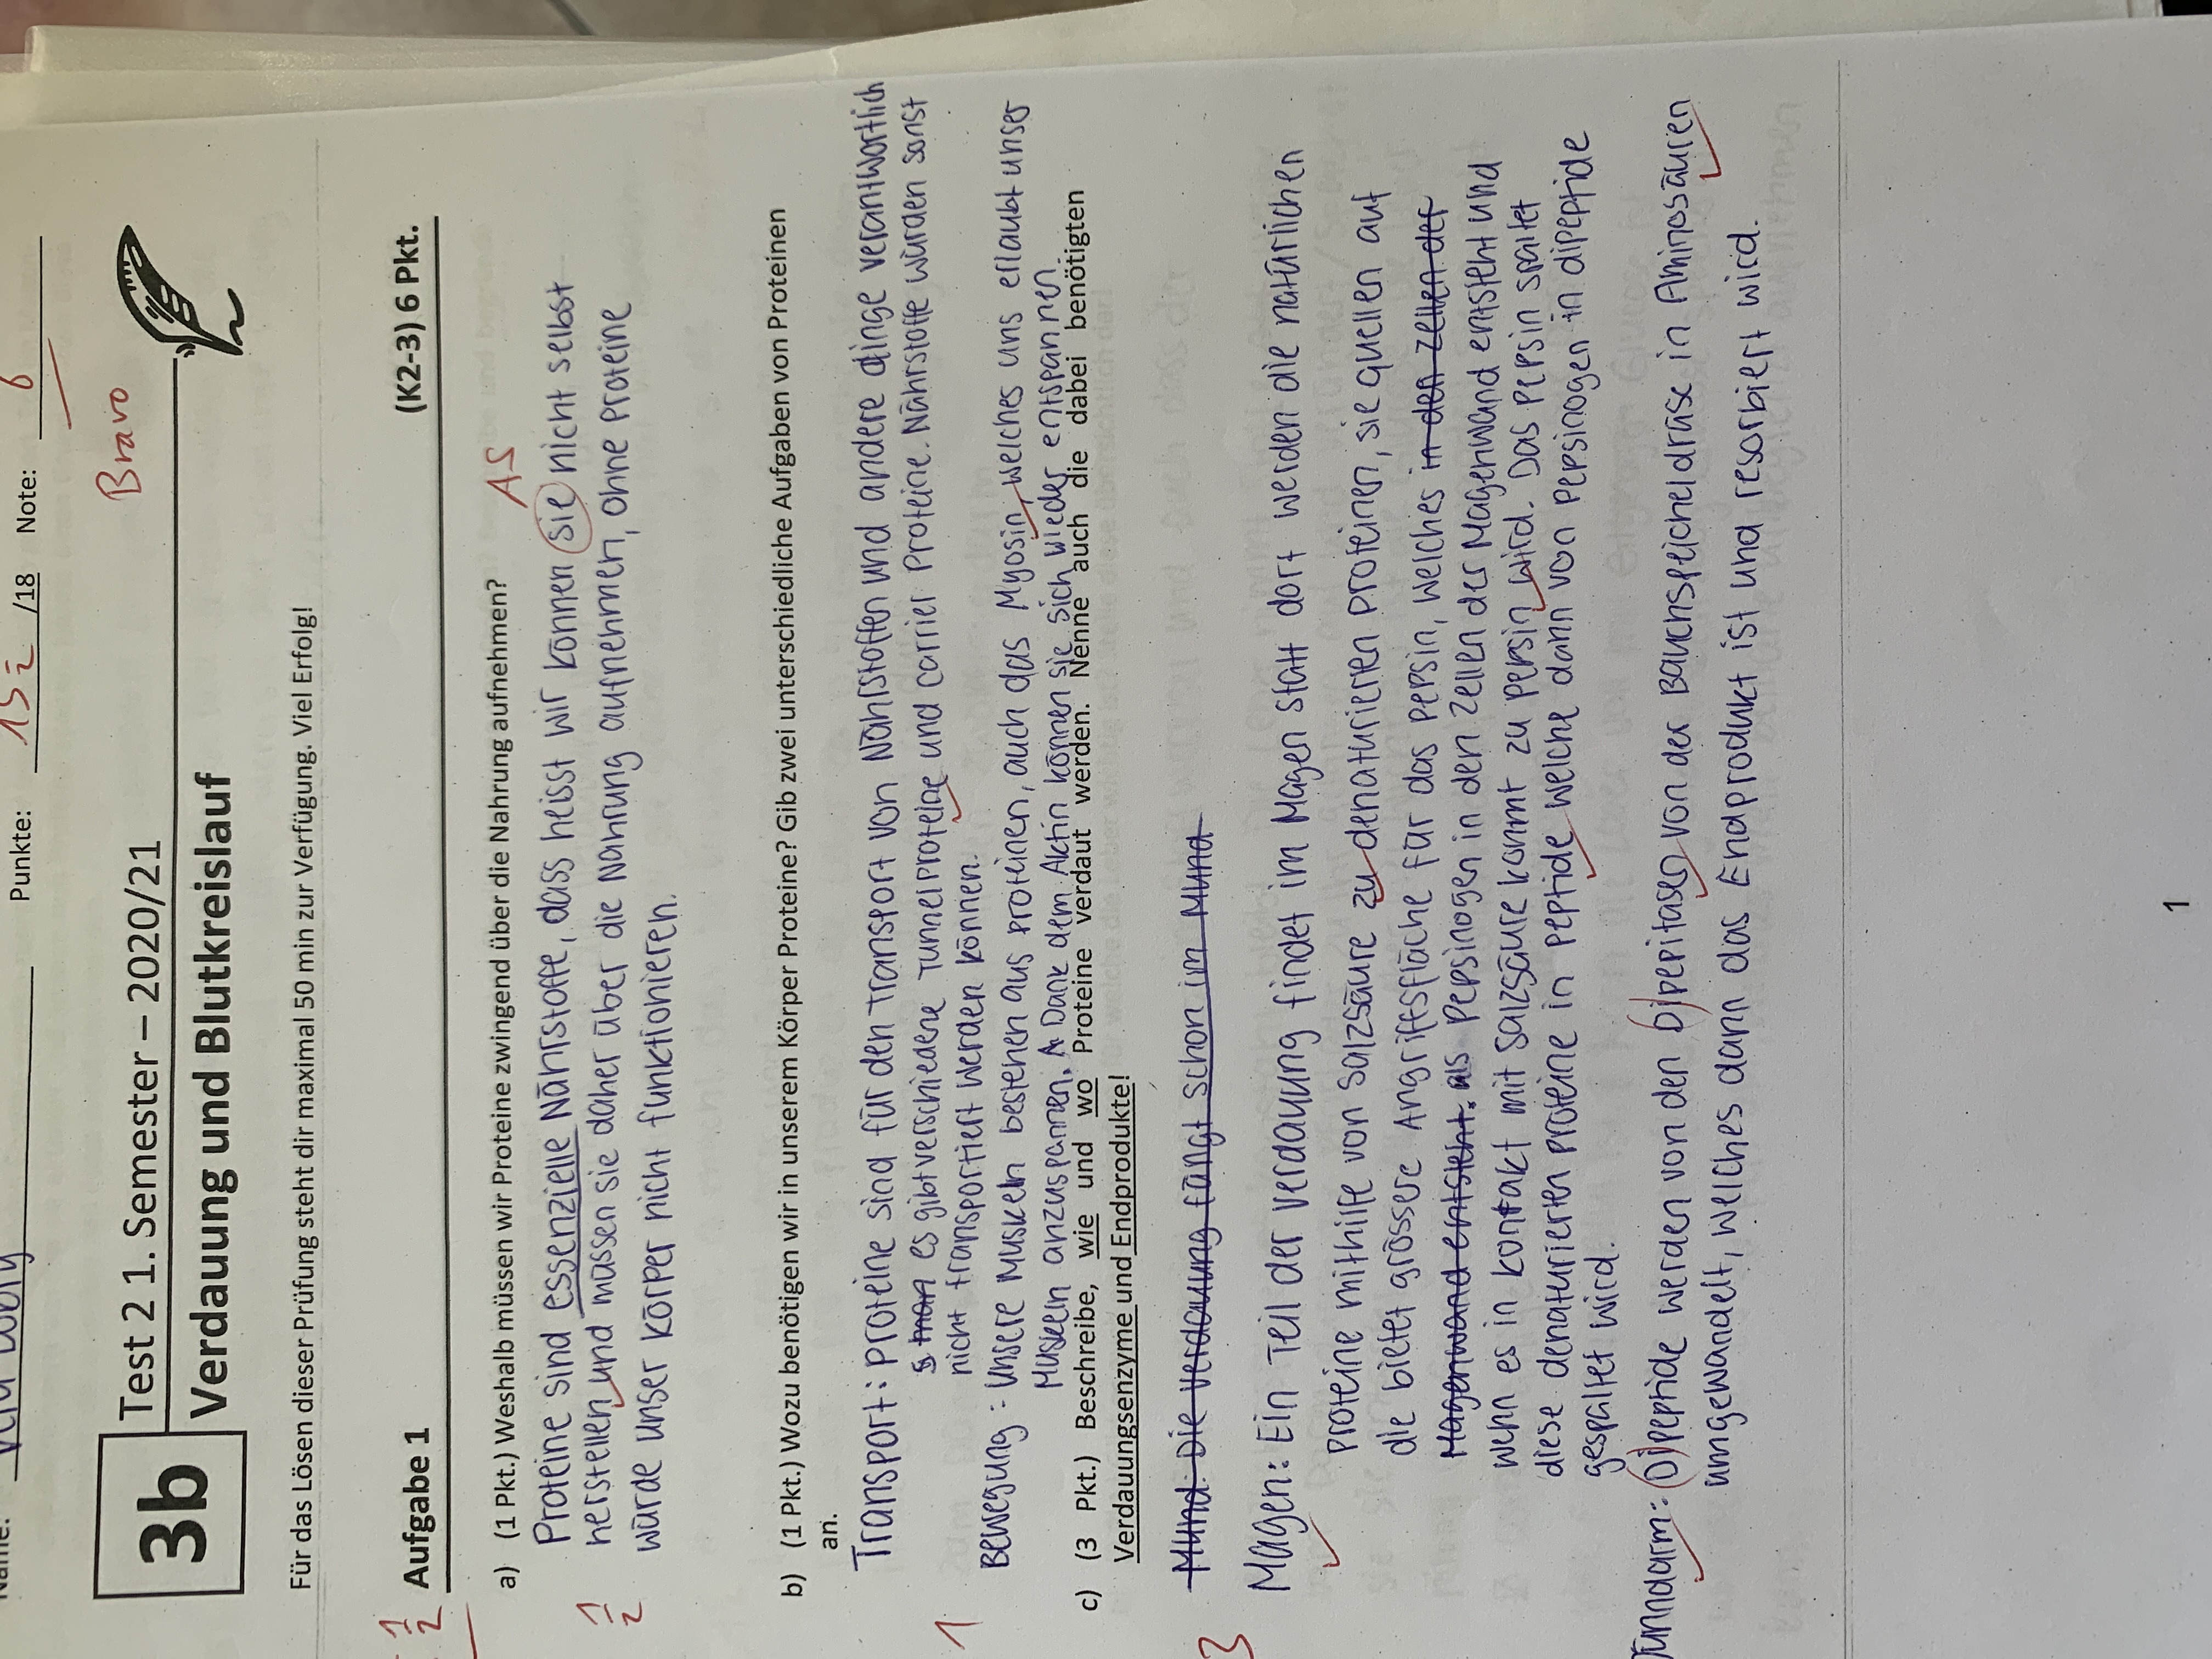 Name:
Punkte: 15 ½ /18 Note: 6
Bravo
3b
Test 2 1. Semester – 2020/21
Verdauung und Blutkreislauf
Für das Lösen dieser Prüfung steht dir maximal 50 min zur Verfügung. Viel Erfolg!
½ Aufgabe 1 (K2-3) 6 Pkt.
a) (1 Pkt.) Weshalb müssen wir Proteine zwingend über die Nahrung aufnehmen?
AS
Proteine sind essenzielle Nährstoffe, dass heisst wir können sie nicht selbst
½ herstellen und müssen sie daher über die Nahrung aufnehmen, ohne Proteine
würde unser körper nicht funktionieren.
b) (1 Pkt.) Wozu benötigen wir in unserem Körper Proteine? Gib zwei unterschiedliche Aufgaben von Proteinen
an.
Transport: proteine sind für den Transport von Nährstoffen und andere dinge verantwortlich
man es gibt verschiedene Tunnelproteine und carrier Proteine. Nährstoffe würden sonst
1 nicht transportiert werden können.
Bewegung: unsere Muskeln bestehen aus proteinen, auch das Myosin, welches uns erlaubt unser
Muskeln anzuspannen. Dank dem Aktin können sie sich wieder entspannen.
c) (3 Pkt.) Beschreibe, wie und wo Proteine verdaut werden. Nenne auch die dabei benötigten
Verdauungsenzyme und Endprodukte!
Mund: Die Verdauung fängt schon im Mund
3
Magen: Ein Teil der verdauung findet im Magen statt dort werden die natürlichen
proteine mithilfe von Salzsäure zu denaturierten proteinen, sie quellen auf
die bietet grössere Angriffsfläche für das Pepsin, welches in den Zellen der
Magenwand entsteht. als Pepsinogen in den Zellen der Magenwand entsteht und
wenn es in kontakt mit Salzsäure kommt zu pepsin wird. Das pepsin spaltet
diese denaturierten proteine in peptide welche dann von Pepsinogen in dipeptide
gespaltet wird.
Dünndarm: Dipeptide werden von den Dipepitasen von der Bauchspeicheldrüse in Aminosäuren
umgewandelt, welches dann das Endprodukt ist und resorbiert wird.
1